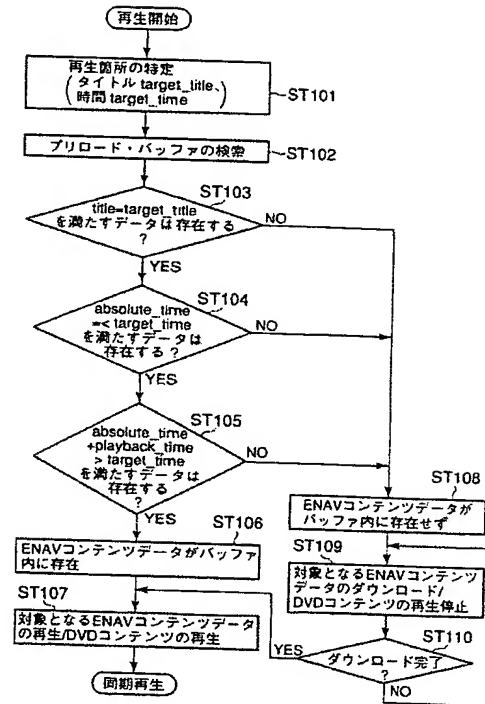 再生開始
再生箇所の特定
(タイトル target_title、
時間 target_time)
ST101
プリロード・バッファの検索
ST102
ST103
title=target_title
を満たすデータは存在する
?
NO
YES
ST104
absolute_time
=< target_time
を満たすデータは
存在する ?
NO
YES
ST105
absolute_time
+playback_time
> target_time
を満たすデータは
存在する
?
NO
YES
ST106
ENAVコンテンツデータがバッファ
内に存在
ST107
対象となるENAVコンテンツデータ
の再生/DVDコンテンツの再生
同期再生
ST108
ENAVコンテンツデータが
バッファ内に存在せず
ST109
対象となるENAVコンテンツ
データのダウンロード/
DVDコンテンツの再生停止
ST110
YES
ダウンロード完了
?
NO